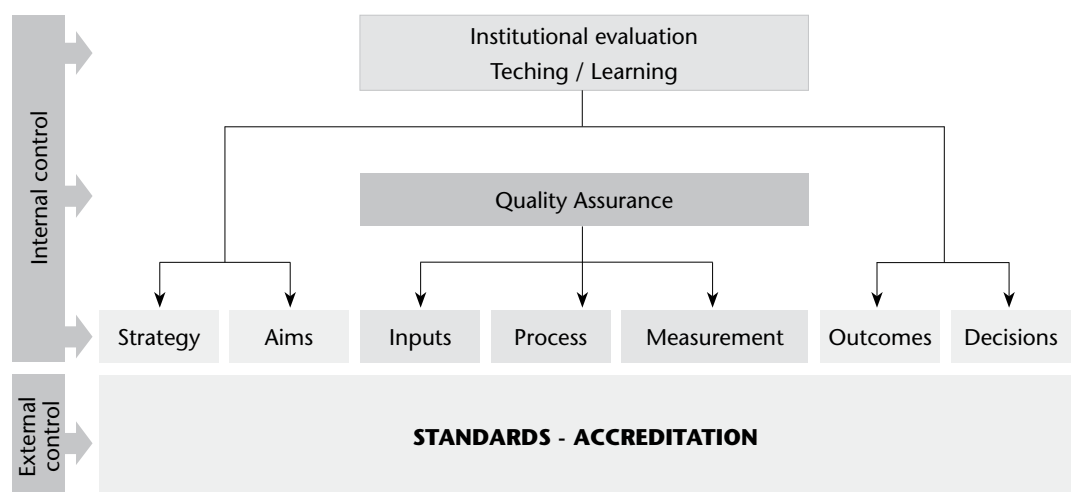 Internal control
Institutional evaluation
Teching / Learning
Quality Assurance
Strategy
Aims
Inputs
Process
Measurement
Outcomes
Decisions
External
control
STANDARDS - ACCREDITATION